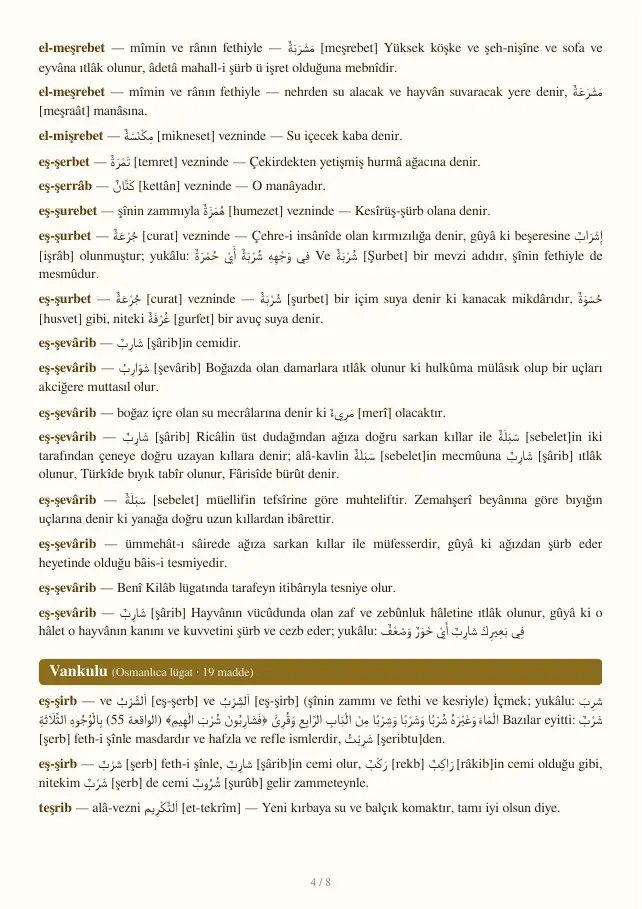 el-meşrebet — mîmin ve rânın fethiyle — مَشْرَبَةٌ [meşrebet] Yüksek köşke ve şeh-nişîne ve sofa ve
eyvâna ıtlâk olunur, âdetâ mahall-i şürb ü işret olduğuna mebnîdir.
el-meşrebet — mîmin ve rânın fethiyle — nehrden su alacak ve hayvân suvaracak yere denir, مَشْرَعَةٌ
[meşraât] manâsına.
el-mişrebet — مِكْنَسَةٌ [mikneset] vezninde — Su içecek kaba denir.
eş-şerbet — تَمْرَةٌ [temret] vezninde — Çekirdekten yetişmiş hurmâ ağacına denir.
eş-şerrâb — كَتَّانٌ [kettân] vezninde — O manâyadır.
eş-şurebet — şînin zammıyla هُمَزَةٌ [humezet] vezninde — Kesîrüş-şürb olana denir.
eş-şurbet — جُرْعَةٌ [curat] vezninde — Çehre-i insânîde olan kırmızılığa denir, gûyâ ki beşeresine إِشْرَابٌ
[işrâb] olunmuştur; yukâlu: فِي وَجْهِهِ شُرْبَةٌ أَيْ حُمْرَةٌ Ve شُرْبَةٌ [Şurbet] bir mevzi adıdır, şînin fethiyle de
mesmûdur.
eş-şurbet — جُرْعَةٌ [curat] vezninde — شُرْبَةٌ [şurbet] bir içim suya denir ki kanacak mikdârıdır, حُسْوَةٌ
[husvet] gibi, niteki غُرْفَةٌ [gurfet] bir avuç suya denir.
eş-şevârib — شَارِبٌ [şârib]in cemidir.
eş-şevârib — شَوَارِبُ [şevârib] Boğazda olan damarlara ıtlâk olunur ki hulkûma mülâsık olup bir uçları
akciğere muttasıl olur.
eş-şevârib — boğaz içre olan su mecrâlarına denir ki مَرِيءٌ [merî] olacaktır.
eş-şevârib — شَارِبٌ [şârib] Ricâlin üst dudağından ağıza doğru sarkan kıllar ile سَبَلَةٌ [sebelet]in iki
tarafından çeneye doğru uzayan kıllara denir; alâ-kavlin سَبَلَةٌ [sebelet]in mecmûuna شَارِبٌ [şârib] ıtlâk
olunur, Türkîde bıyık tabîr olunur, Fârisîde bürût denir.
eş-şevârib — سَبَلَةٌ [sebelet] müellifin tefsîrine göre muhteliftir. Zemahşerî beyânına göre bıyığın
uçlarına denir ki yanağa doğru uzun kıllardan ibârettir.
eş-şevârib — ümmehât-ı sâirede ağıza sarkan kıllar ile müfesserdir, gûyâ ki ağızdan şürb eder
heyetinde olduğu bâis-i tesmiyedir.
eş-şevârib — Benî Kilâb lügatında tarafeyn itibârıyla tesniye olur.
eş-şevârib — شَارِبٌ [şârib] Hayvânın vücûdunda olan zaf ve zebûnluk hâletine ıtlâk olunur, gûyâ ki o
hâlet o hayvânın kanını ve kuvvetini şürb ve cezb eder; yukâlu: فِي بَعِيرِكَ شَارِبٌ أَيْ خَوَرٌ وَضَعْفٌ
Vankulu (Osmanlıca lügat · 19 madde)
eş-şirb — ve اَلشَّرْبُ [eş-şerb] ve اَلشِّرْبُ [eş-şirb] (şînin zammı ve fethi ve kesriyle) İçmek; yukâlu: شَرِبَ
الْمَاءَ وَغَيْرَهُ شُرْبًا وَشَرْبًا وَشِرْبًا مِنَ الْبَابِ الرَّابِعِ وَقُرِئَ ﴿فَشَارِبُونَ شُرْبَ الْهِيمِ﴾ (الواقعة 55) بِالْوُجُوهِ الثَّلَاثَةِ Bazılar eyitti: شَرْبٌ
[şerb] feth-i şînle masdardır ve hafzla ve refle ismlerdir, شَرِبْتُ [şeribtu]den.
eş-şirb — شَرْبٌ [şerb] feth-i şînle, شَارِبٌ [şârib]in cemi olur, رَكْبٌ [rekb] رَاكِبٌ [râkib]in cemi olduğu gibi,
nitekim شَرْبٌ [şerb] de cemi شُرُوبٌ [şurûb] gelir zammeteynle.
teşrib — alâ-vezni اَلتَّكْرِيمِ [et-tekrîm] — Yeni kırbaya su ve balçık komaktır, tamı iyi olsun diye.
4 / 8